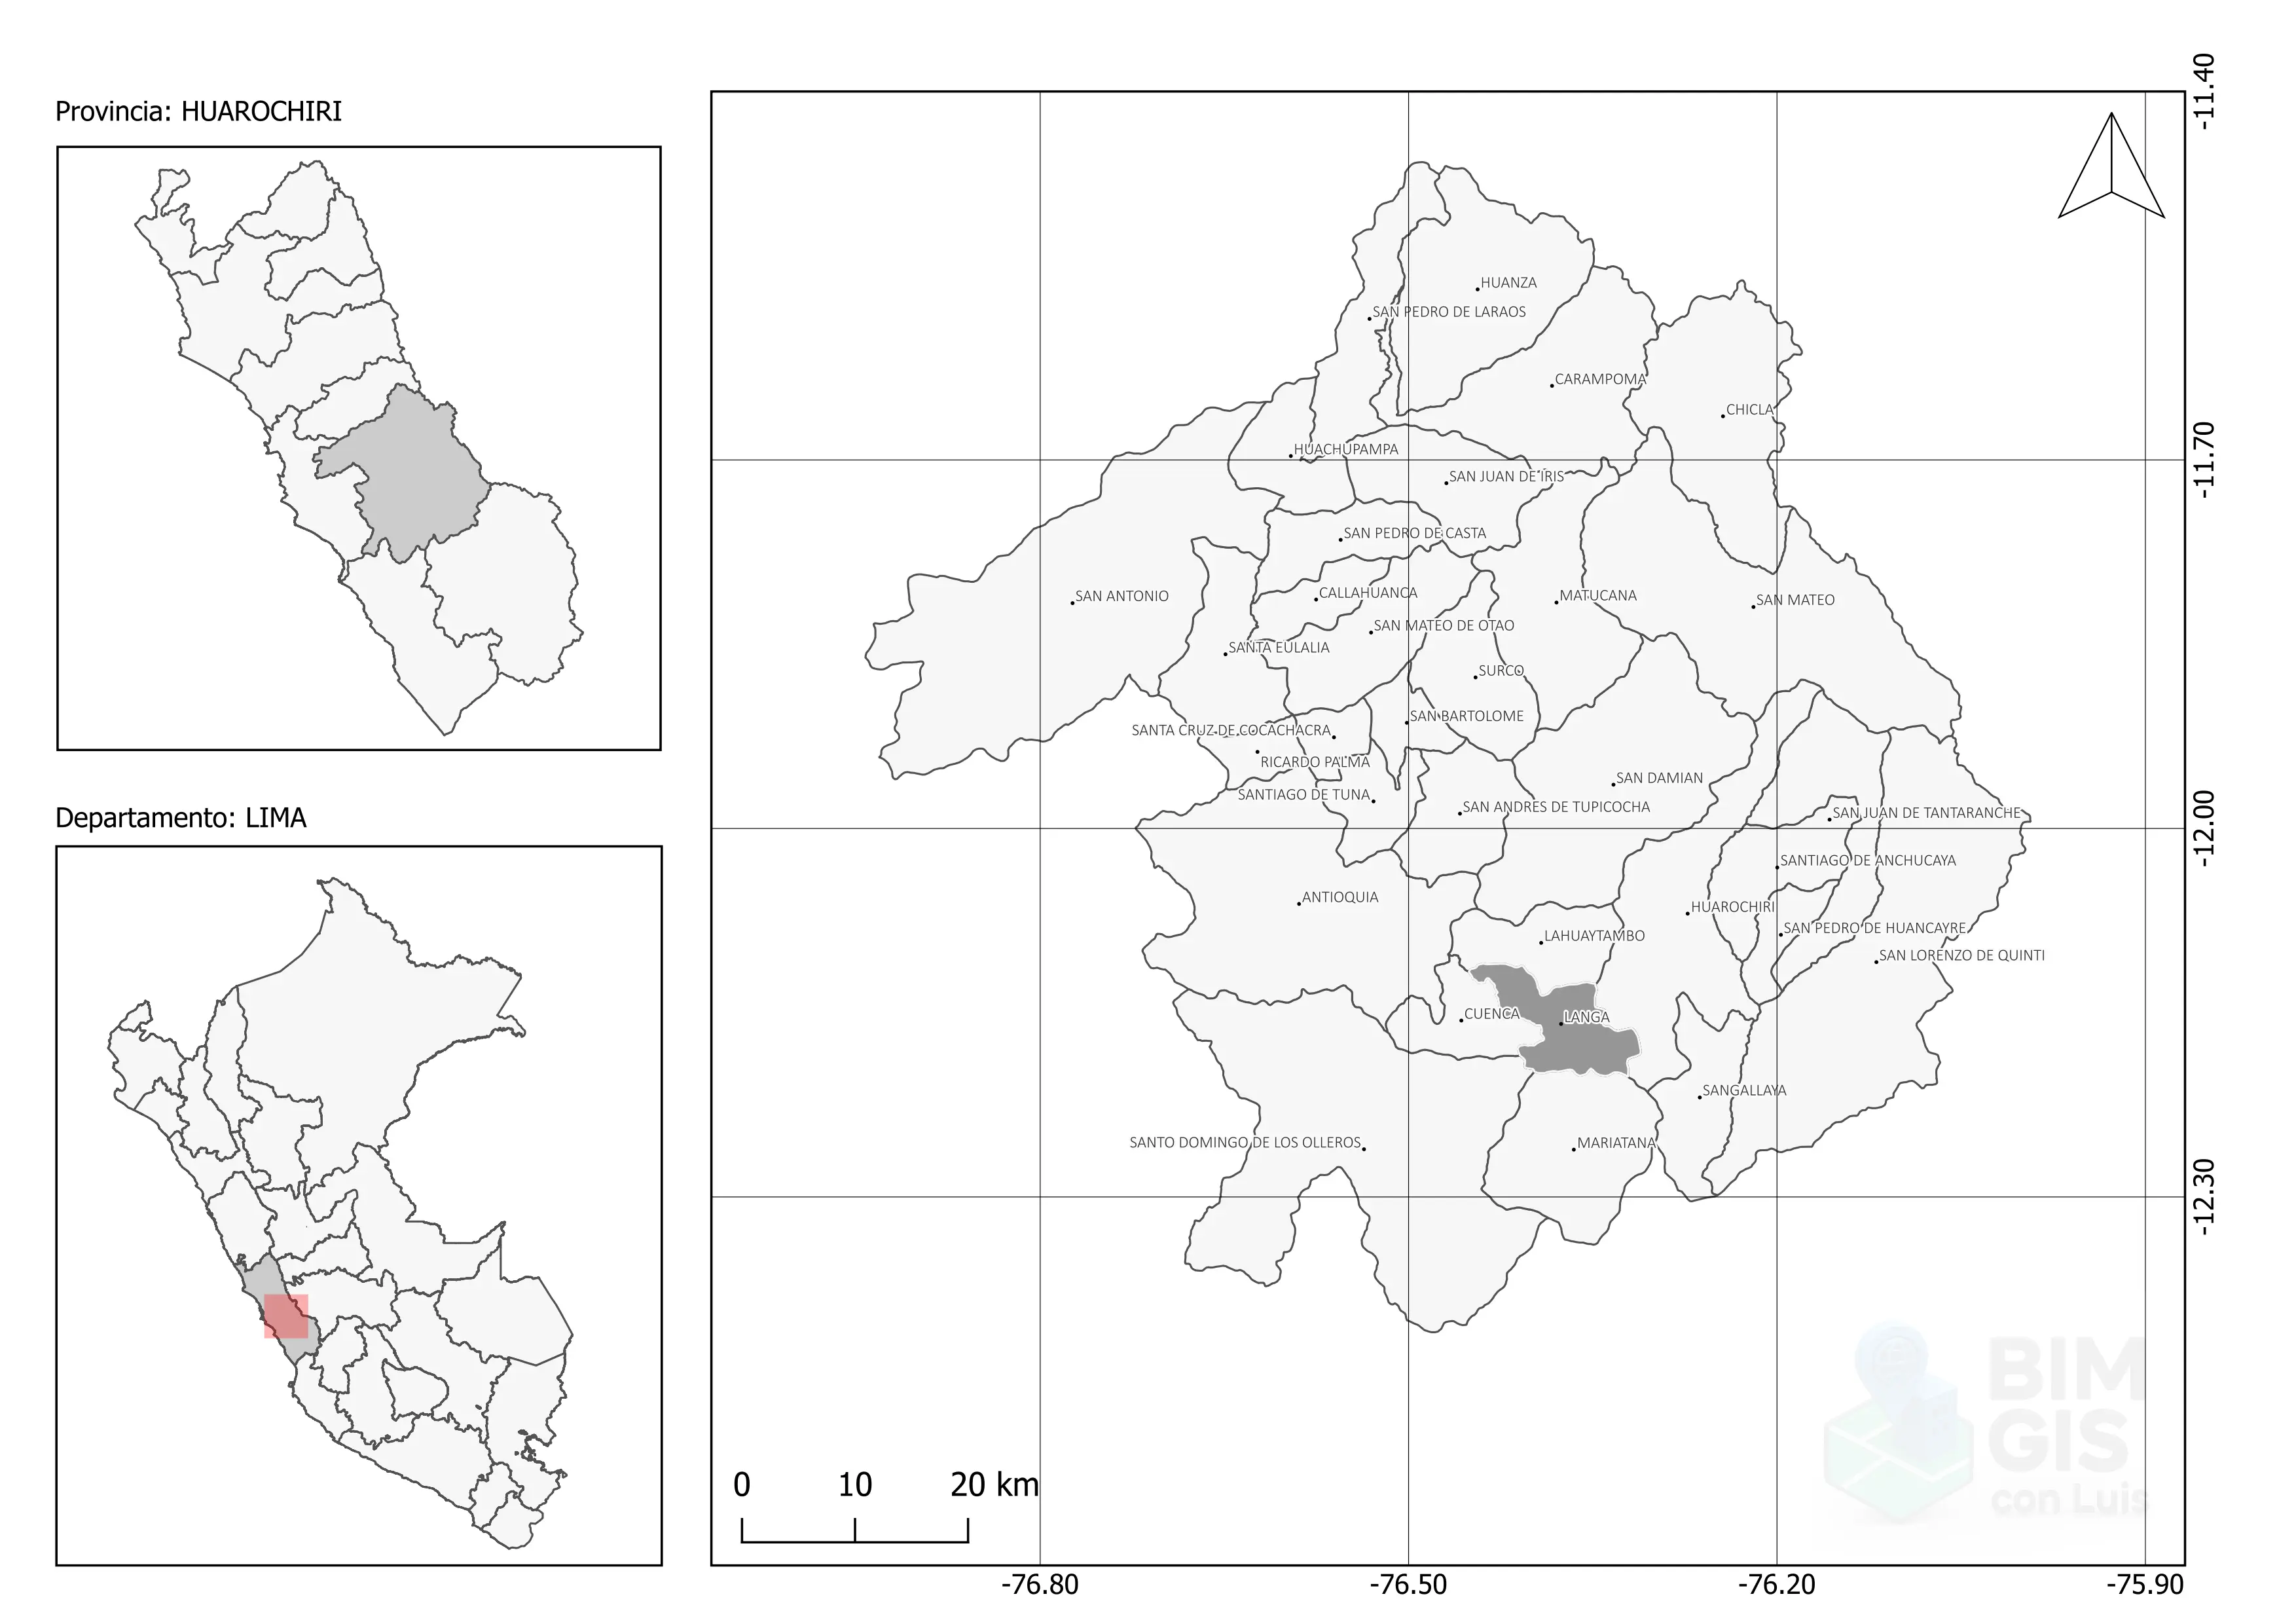 Provincia: HUAROCHIRI
Departamento: LIMA
HUANZA
SAN PEDRO DE LARAOS
CARAMPOMA
CHICLA
HUACHUPAMPA
SAN JUAN DE IRIS
SAN PEDRO DE CASTA
SAN ANTONIO
CALLAHUANCA
MATUCANA
SAN MATEO
SAN MATEO DE OTAO
SANTA EULALIA
SURCO
SAN BARTOLOME
SANTA CRUZ DE COCACHACRA
RICARDO PALMA
SAN DAMIAN
SANTIAGO DE TUNA
SAN ANDRES DE TUPICOCHA
SAN JUAN DE TANTARANCHE
SANTIAGO DE ANCHUCAYA
ANTIOQUIA
HUAROCHIRI
SAN PEDRO DE HUANCAYRE
LAHUAYTAMBO
SAN LORENZO DE QUINTI
CUENCA
LANGA
SANGALLAYA
SANTO DOMINGO DE LOS OLLEROS
MARIATANA
-11.40
-11.70
-12.00
-12.30
0 10 20 km
-76.80 -76.50 -76.20 -75.90
BIM
GIS
con Luis